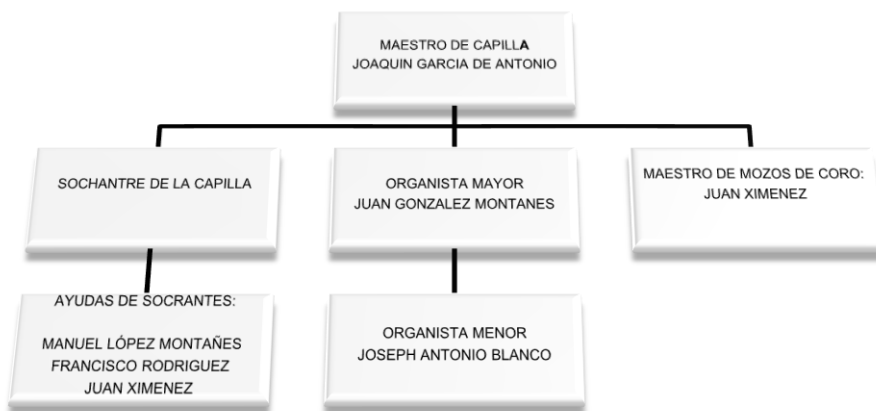 MAESTRO DE CAPILLA
JOAQUIN GARCIA DE ANTONIO
SOCHANTRE DE LA CAPILLA
ORGANISTA MAYOR
JUAN GONZALEZ MONTANES
MAESTRO DE MOZOS DE CORO:
JUAN XIMENEZ
AYUDAS DE SOCRANTES:
MANUEL LÓPEZ MONTAÑES
FRANCISCO RODRIGUEZ
JUAN XIMENEZ
ORGANISTA MENOR
JOSEPH ANTONIO BLANCO